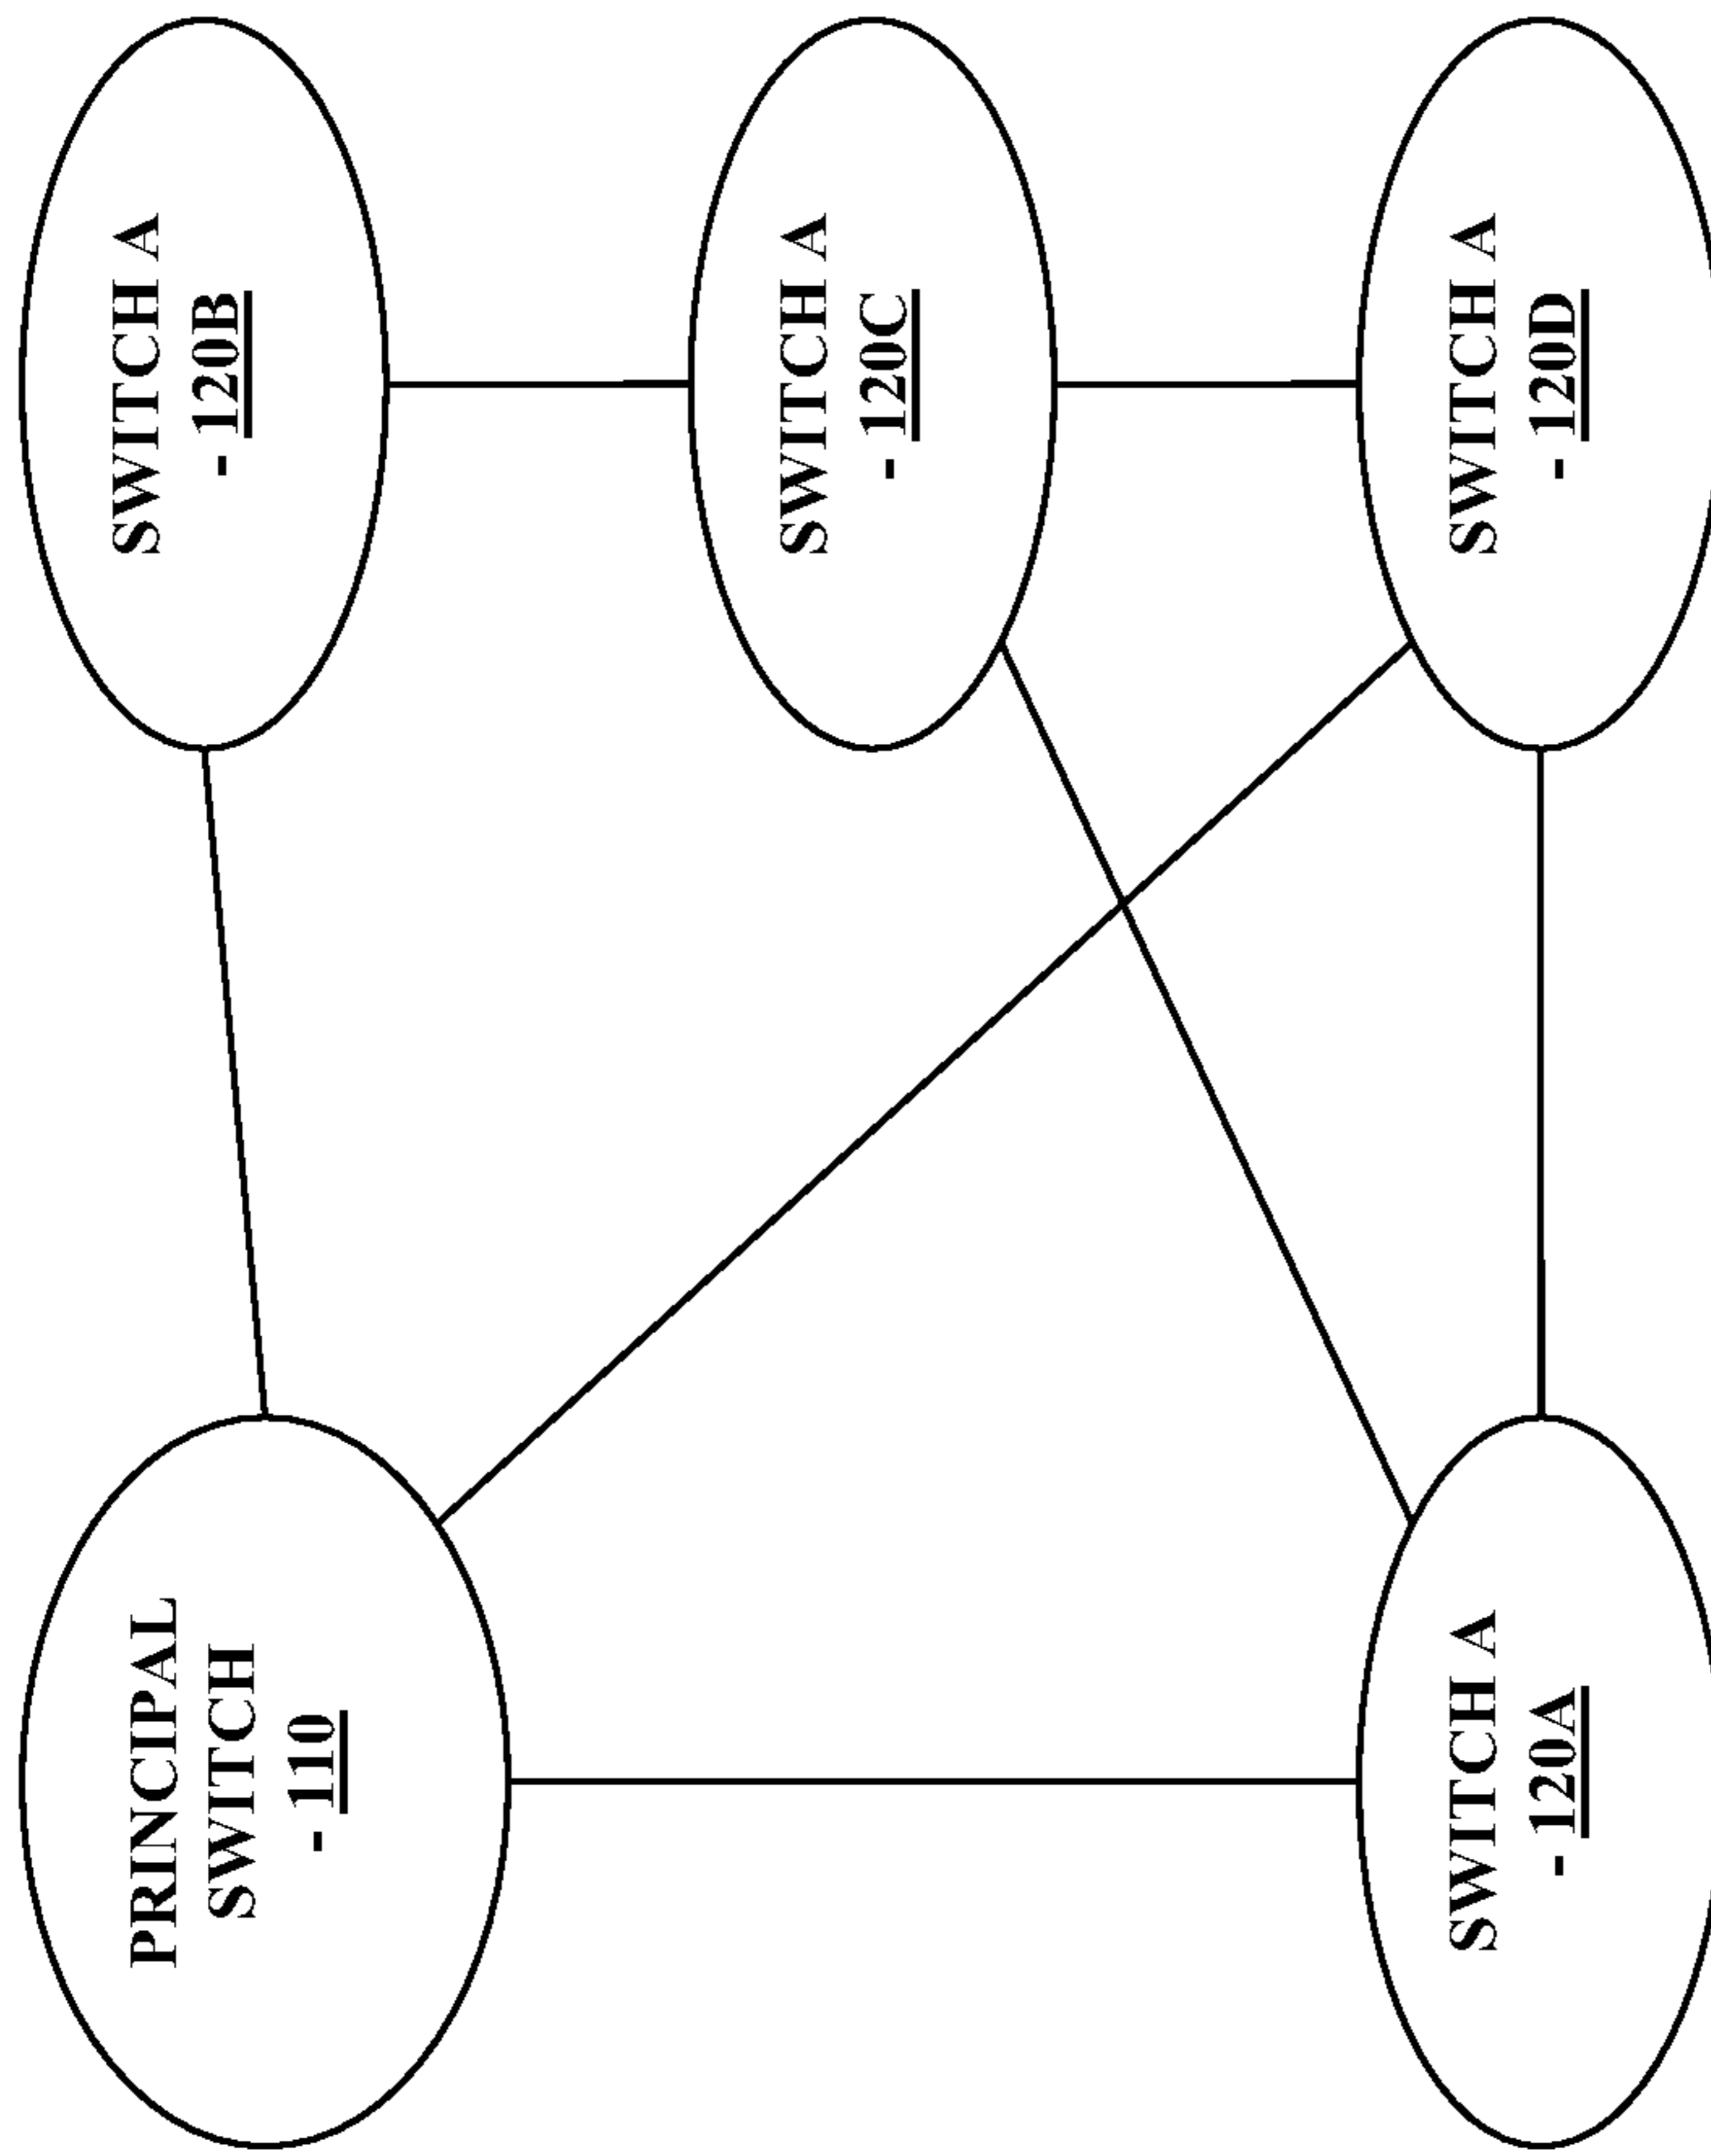 PRINCIPAL
SWITCH
- 110
SWITCH A
- 120B
SWITCH A
- 120C
SWITCH A
- 120A
SWITCH A
- 120D